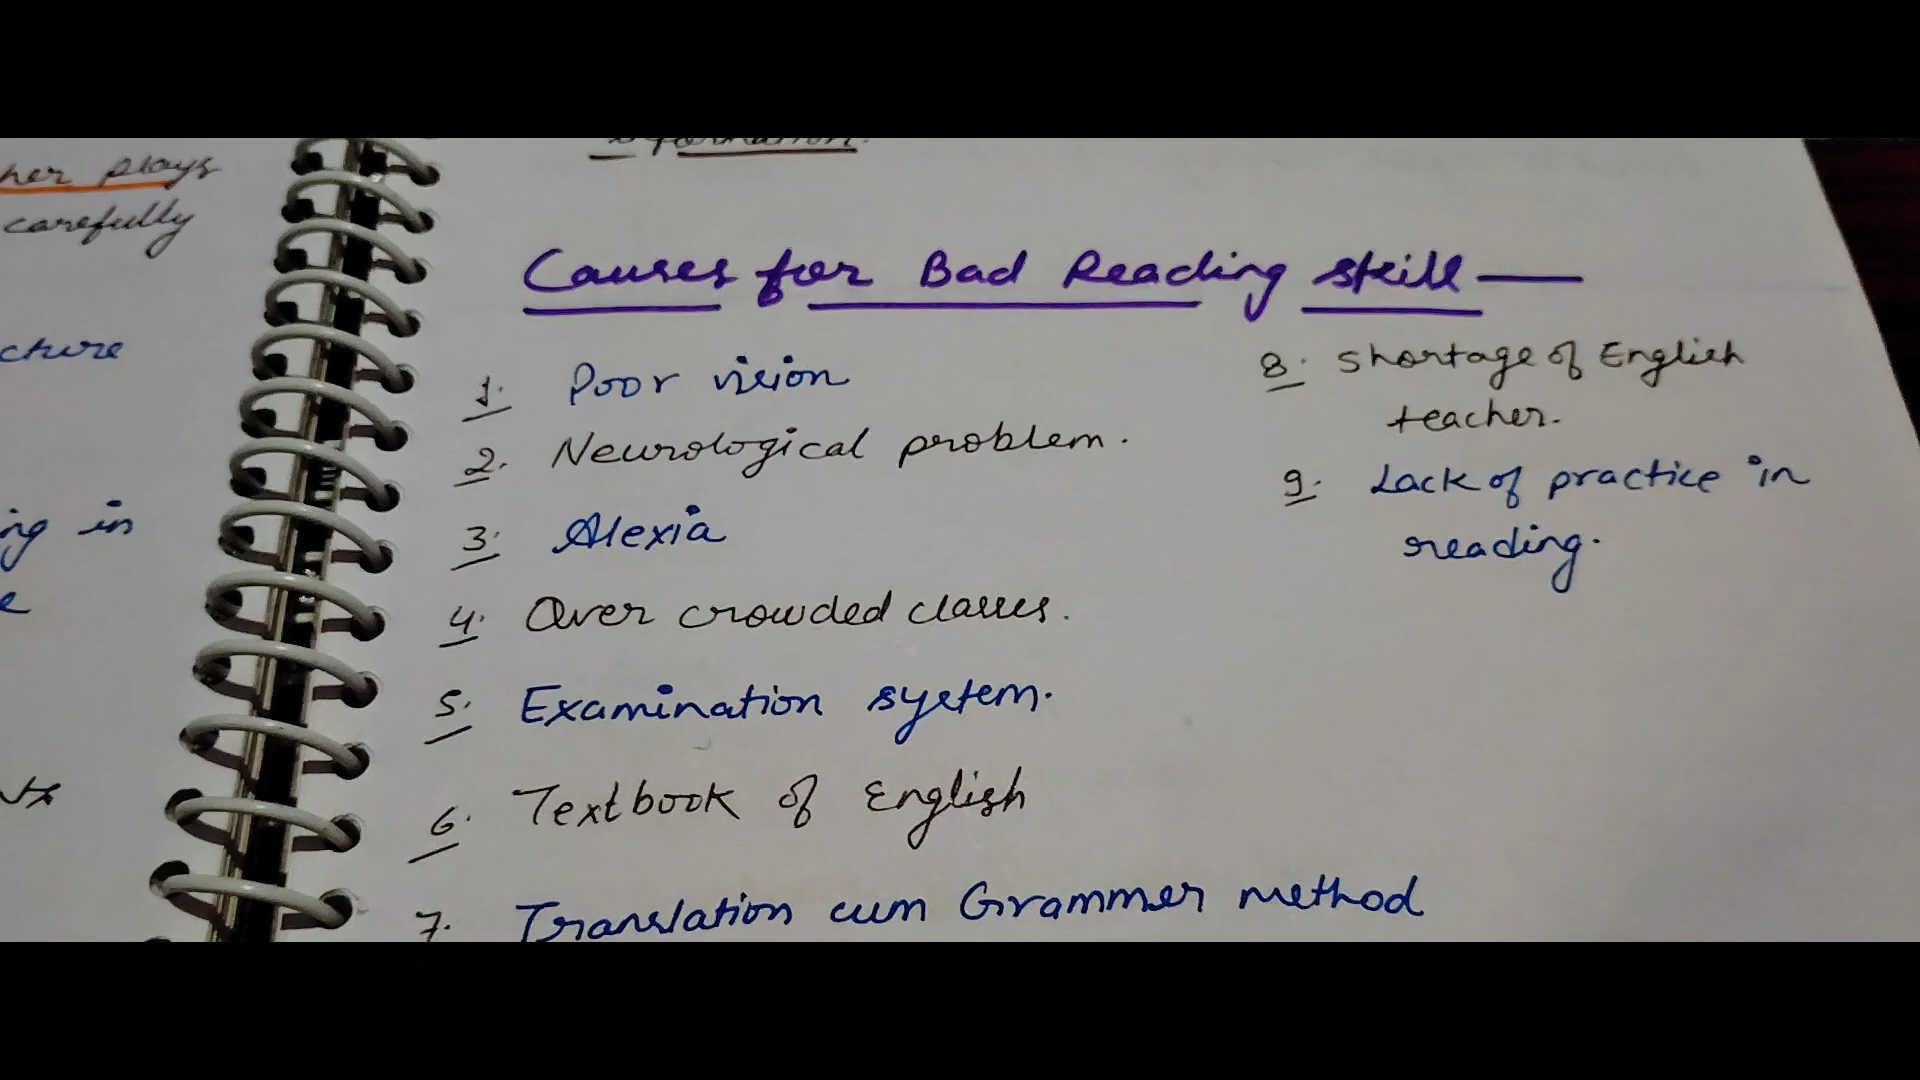 her plays
carefully
cture
ng in
e
formation.
Causes for Bad Reading skill —
1. Poor vision
2. Neurological problem.
3. Alexia
4. Over crowded classes.
5. Examination system.
6. Textbook of English
7. Translation cum Grammer method
8. Shortage of English
teacher.
9. Lack of practice in
reading.